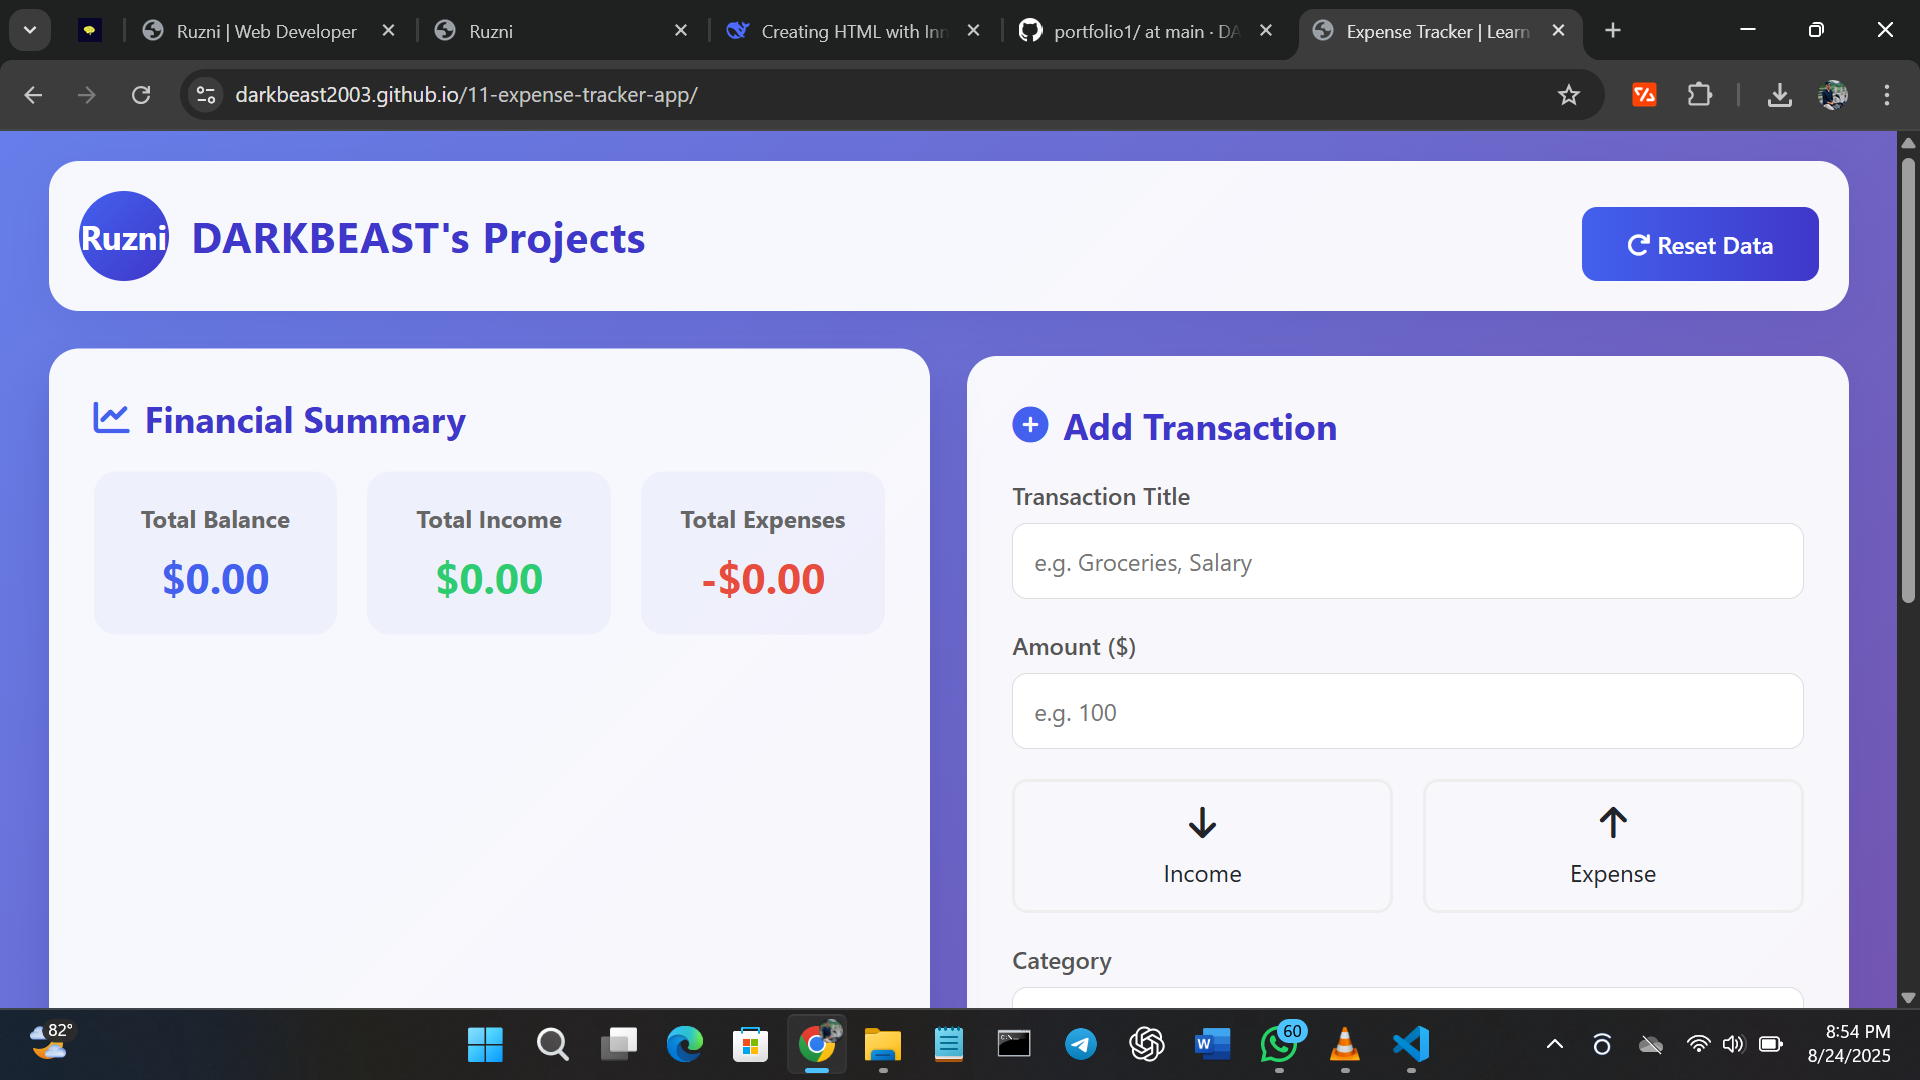 Ruzni | Web Developer
Ruzni
Creating HTML with Inn
portfolio1/ at main · DA
Expense Tracker | Learn
darkbeast2003.github.io/11-expense-tracker-app/
Ruzni
DARKBEAST's Projects
Reset Data
Financial Summary
Total Balance
$0.00
Total Income
$0.00
Total Expenses
-$0.00
Add Transaction
Transaction Title
e.g. Groceries, Salary
Amount ($)
e.g. 100
Income
Expense
Category
82°
60
8:54 PM
8/24/2025